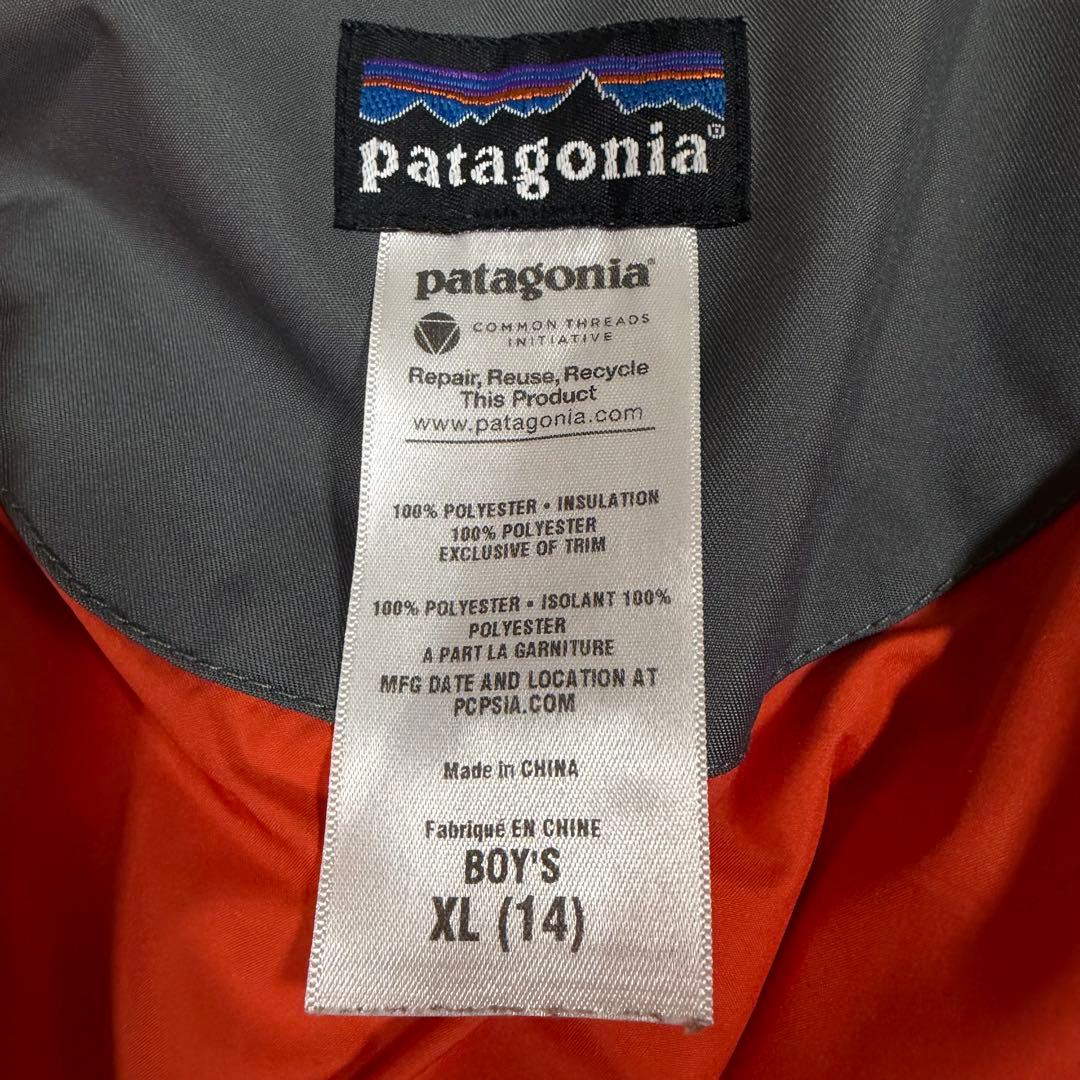 patagonia®
patagonia®
COMMON THREADS
INITIATIVE
Repair, Reuse, Recycle
This Product
www.patagonia.com
100% POLYESTER • INSULATION
100% POLYESTER
EXCLUSIVE OF TRIM
100% POLYESTER • ISOLANT 100%
POLYESTER
A PART LA GARNITURE
MFG DATE AND LOCATION AT
PCPSIA.COM
Made in CHINA
Fabriqué EN CHINE
BOY'S
XL (14)